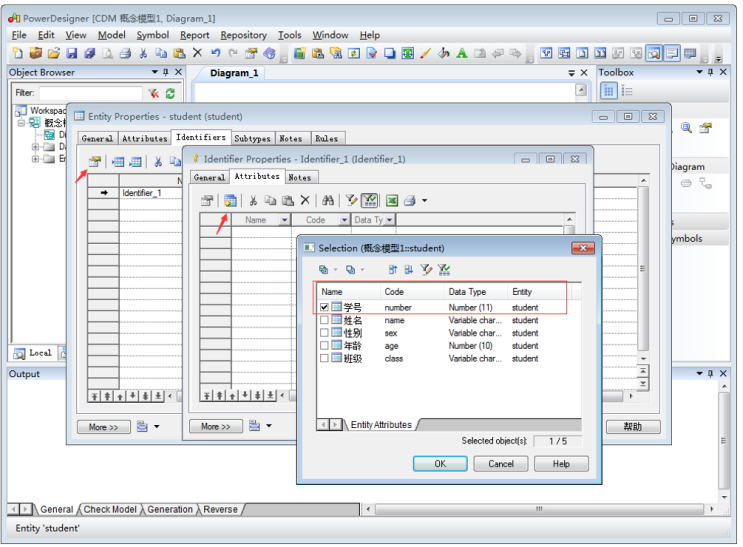 PowerDesigner [CDM 概念模型1, Diagram_1]
File Edit View Model Symbol Report Repository Tools Window Help
Object Browser
Diagram_1
Toolbox
Filter:
Workspac
概念
Entity Properties - student (student)
General Attributes Identifiers Subtypes Notes Rules
Identifier Properties - Identifier_1 (Identifier_1)
General Attributes Notes
Diagram
N
Identifier_1
Name Code Data Ty
ymbols
Selection (概念模型1::student)
Name Code Data Type Entity
学号 number Number (11) student
姓名 name Variable char... student
性别 sex Variable char... student
年龄 age Number (10) student
班级 class Variable char... student
Local
Output
Entity Attributes
More >>
More >>
帮助
Selected object(s): 1 / 5
OK Cancel Help
General Check Model Generation Reverse
Entity 'student'